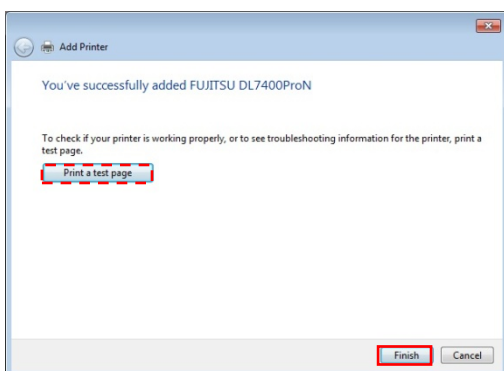 Add Printer
You've successfully added FUJITSU DL7400ProN
To check if your printer is working properly, or to see troubleshooting information for the printer, print a
test page.
Print a test page
Finish
Cancel